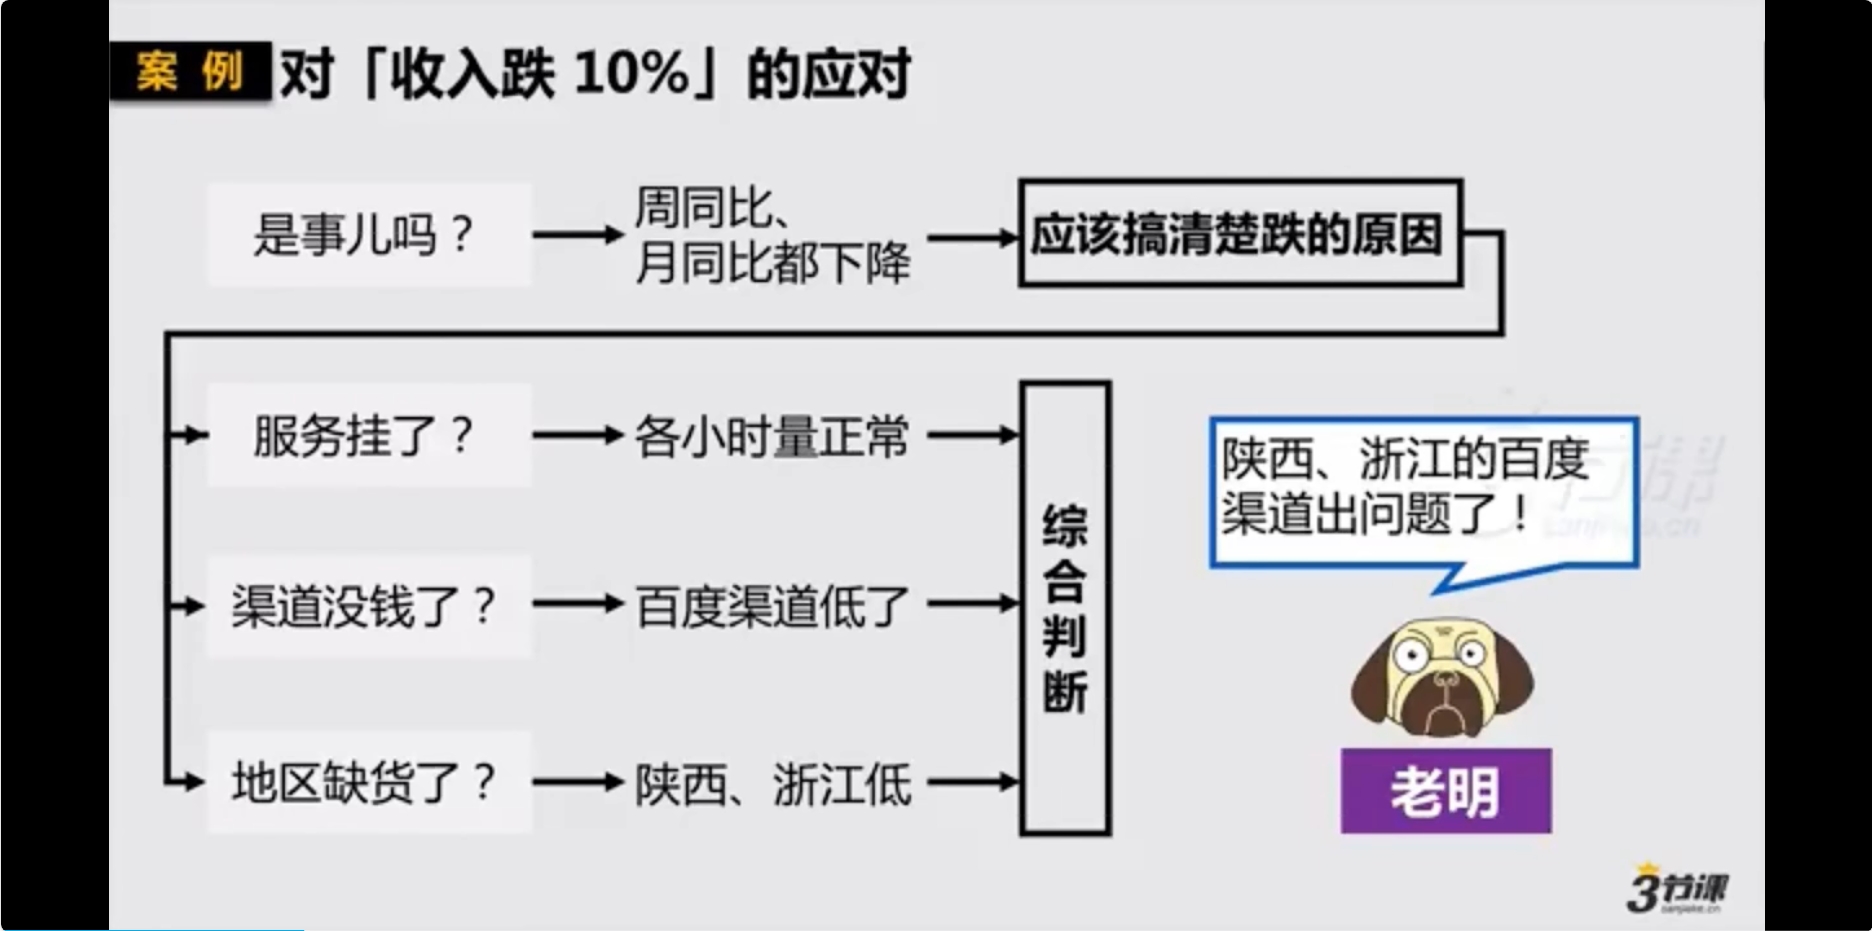 案 例 对「收入跌 10%」的应对
是事儿吗？
周同比、
月同比都下降
应该搞清楚跌的原因
服务挂了？
各小时量正常
渠道没钱了？
百度渠道低了
地区缺货了？
陕西、浙江低
综合判断
陕西、浙江的百度
渠道出问题了！
老明
3节课
sanjieke.cn